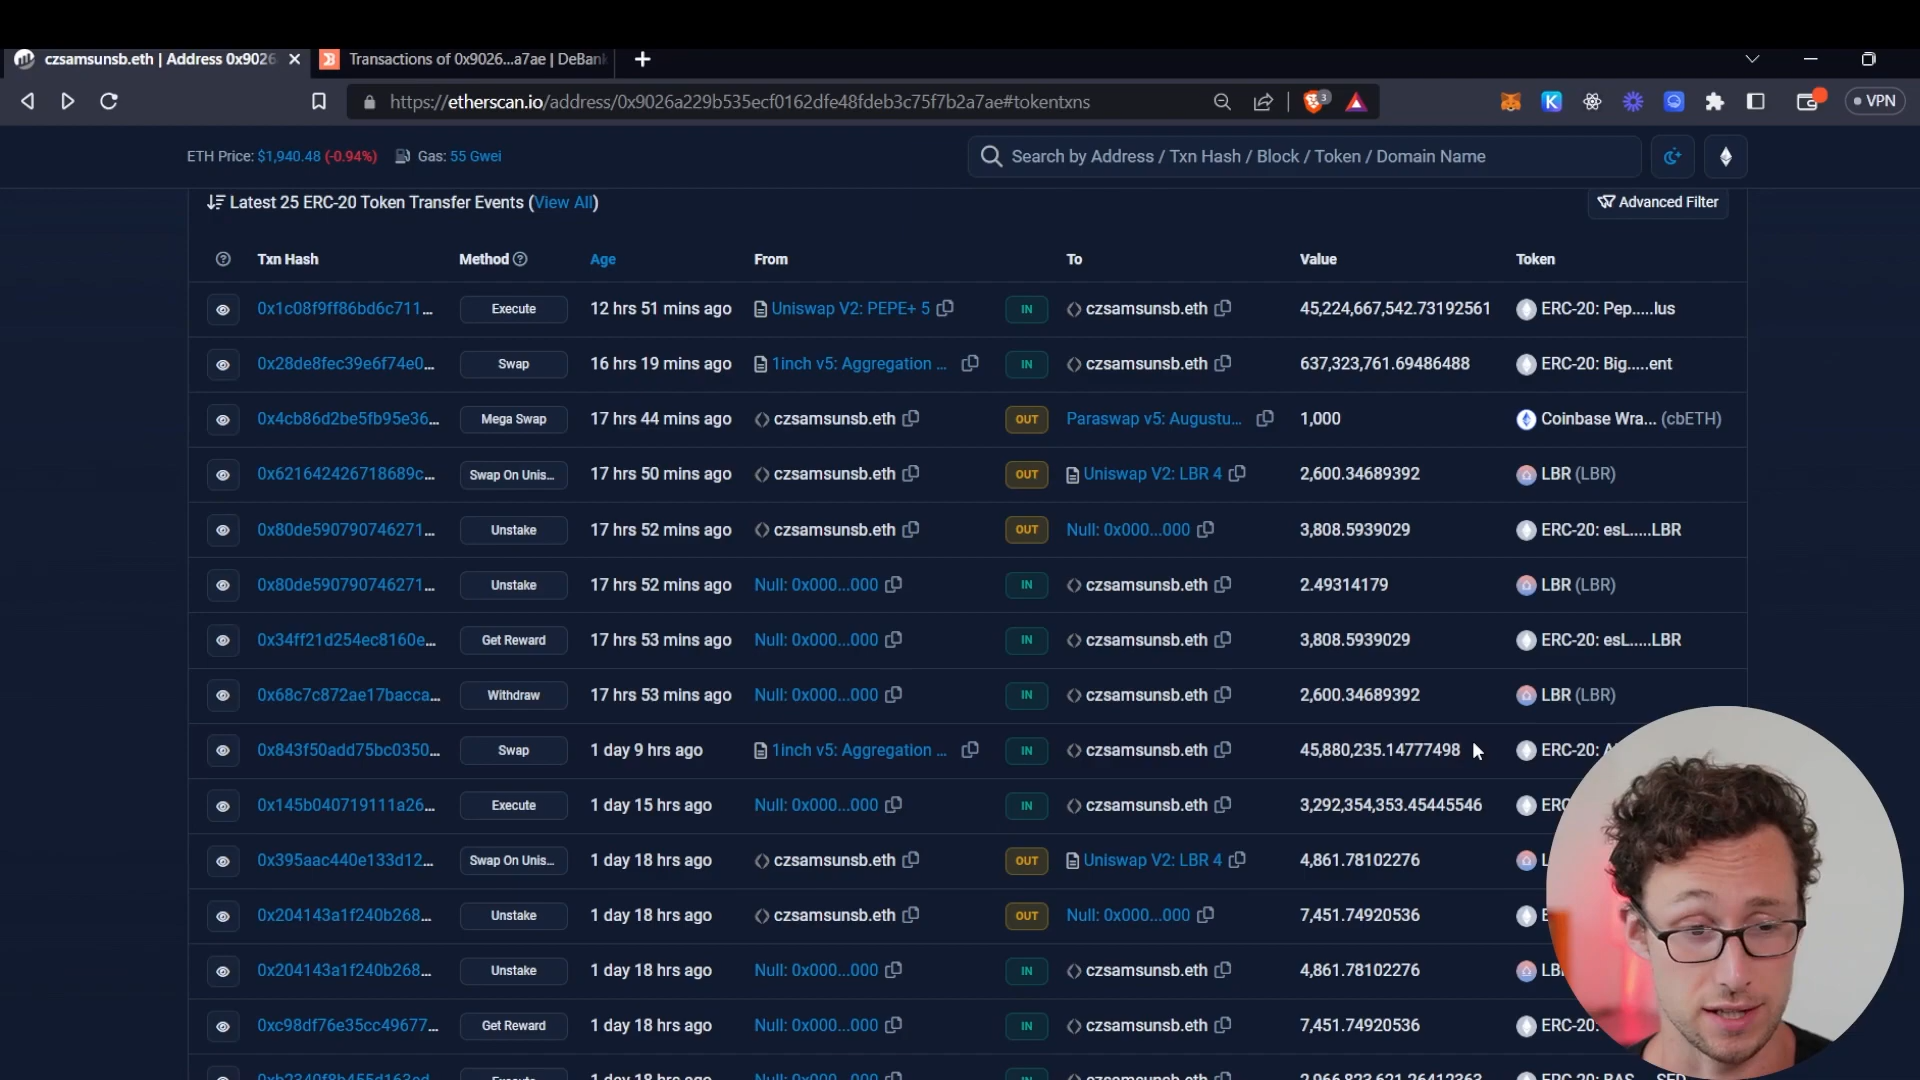 czsamsunsb.eth | Address 0x9026
Transactions of 0x9026...a7ae | DeBank
https://etherscan.io/address/0x9026a229b535ecf0162dfe48fdeb3c75f7b2a7ae#tokentxns
3
VPN
ETH Price: $1,940.48 (-0.94%) Gas: 55 Gwei
Search by Address / Txn Hash / Block / Token / Domain Name
Latest 25 ERC-20 Token Transfer Events (View All)
Advanced Filter
Txn Hash Method Age From To Value Token
0x1c08f9ff86bd6c711... Execute 12 hrs 51 mins ago Uniswap V2: PEPE+ 5 IN czsamsunsb.eth 45,224,667,542.73192561 ERC-20: Pep.....lus
0x28de8fec39e6f74e0... Swap 16 hrs 19 mins ago 1inch v5: Aggregation ... IN czsamsunsb.eth 637,323,761.69486488 ERC-20: Big.....ent
0x4cb86d2be5fb95e36... Mega Swap 17 hrs 44 mins ago czsamsunsb.eth OUT Paraswap v5: Augustu... 1,000 Coinbase Wra... (cbETH)
0x621642426718689c... Swap On Unis... 17 hrs 50 mins ago czsamsunsb.eth OUT Uniswap V2: LBR 4 2,600.34689392 LBR (LBR)
0x80de590790746271... Unstake 17 hrs 52 mins ago czsamsunsb.eth OUT Null: 0x000...000 3,808.5939029 ERC-20: esL.....LBR
0x80de590790746271... Unstake 17 hrs 52 mins ago Null: 0x000...000 IN czsamsunsb.eth 2.49314179 LBR (LBR)
0x34ff21d254ec8160e... Get Reward 17 hrs 53 mins ago Null: 0x000...000 IN czsamsunsb.eth 3,808.5939029 ERC-20: esL.....LBR
0x68c7c872ae17bacca... Withdraw 17 hrs 53 mins ago Null: 0x000...000 IN czsamsunsb.eth 2,600.34689392 LBR (LBR)
0x843f50add75bc0350... Swap 1 day 9 hrs ago 1inch v5: Aggregation ... IN czsamsunsb.eth 45,880,235.14777498 ERC-20:
0x145b040719111a26... Execute 1 day 15 hrs ago Null: 0x000...000 IN czsamsunsb.eth 3,292,354,353.45445546 ERC
0x395aac440e133d12... Swap On Unis... 1 day 18 hrs ago czsamsunsb.eth OUT Uniswap V2: LBR 4 4,861.78102276 L
0x204143a1f240b268... Unstake 1 day 18 hrs ago czsamsunsb.eth OUT Null: 0x000...000 7,451.74920536 E
0x204143a1f240b268... Unstake 1 day 18 hrs ago Null: 0x000...000 IN czsamsunsb.eth 4,861.78102276 LB
0xc98df76e35cc49677... Get Reward 1 day 18 hrs ago Null: 0x000...000 IN czsamsunsb.eth 7,451.74920536 ERC-20: